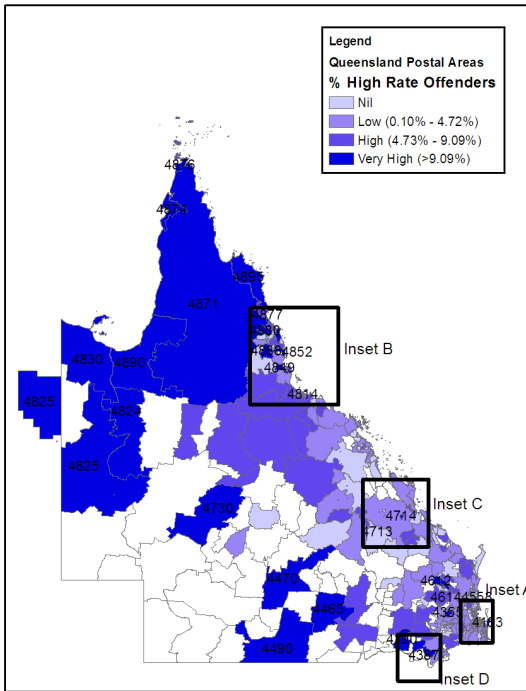 Legend
Queensland Postal Areas
% High Rate Offenders
Nil
Low (0.10% - 4.72%)
High (4.73% - 9.09%)
Very High (>9.09%)
4876
4874
4895
4871
4877
4880
Inset B
4830
4890
4852
4849
4825
4824
4814
4825
4730
Inset C
4714
4713
4470
4612
4465
Inset A
4355
4163
4490
4387
Inset D